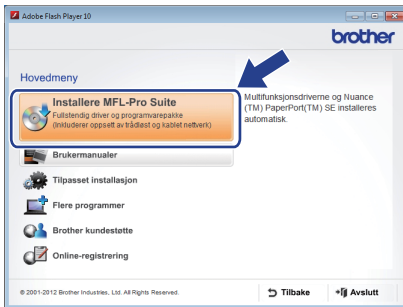 Adobe Flash Player 10
brother
Hovedmeny
Installere MFL-Pro Suite
Fullstendig driver og programvarepakke
(Inkluderer oppsett av trådløst og kablet nettverk)
Multifunksjonsdriverne og Nuance
(TM) PaperPort(TM) SE installeres
automatisk.
Brukermanualer
Tilpasset installasjon
Flere programmer
Brother kundestøtte
Online-registrering
© 2001-2012 Brother Industries, Ltd. All Rights Reserved.
Tilbake
Avslutt